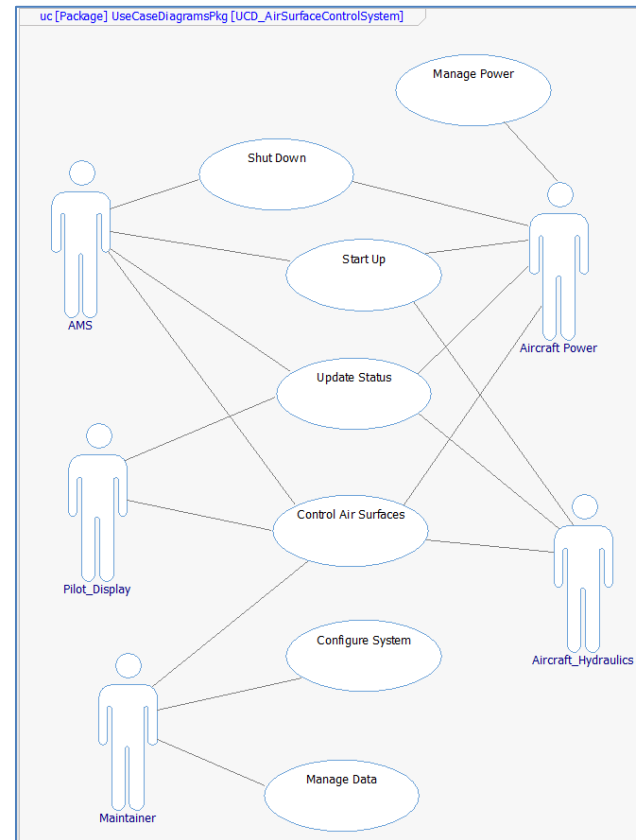 uc [Package] UseCaseDiagramsPkg [UCD_AirSurfaceControlSystem]
Manage Power
Shut Down
Start Up
AMS
Aircraft Power
Update Status
Control Air Surfaces
Pilot_Display
Configure System
Aircraft_Hydraulics
Manage Data
Maintainer